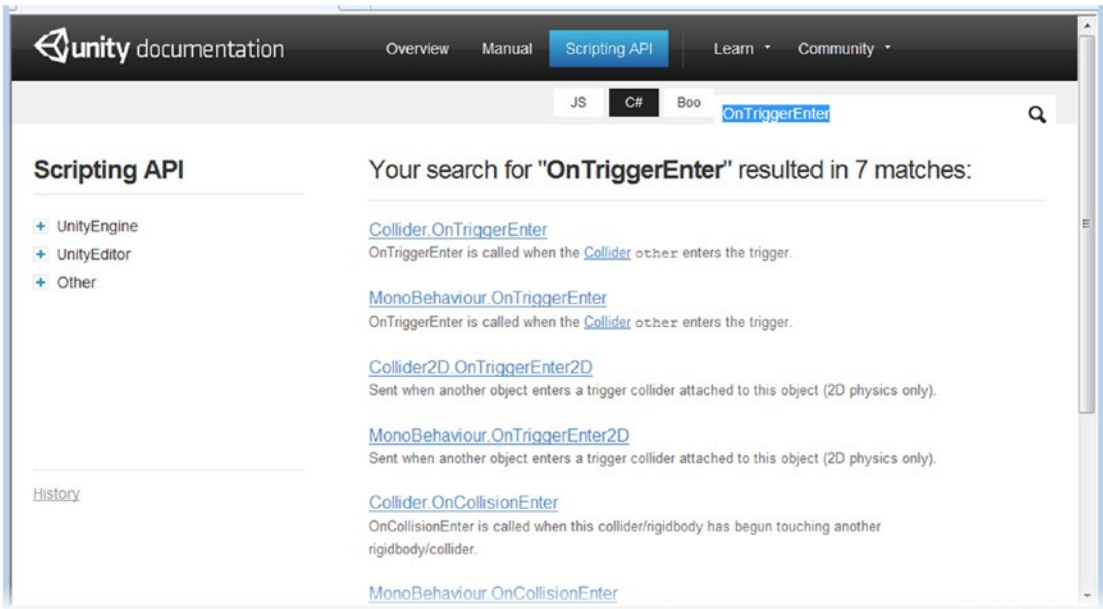 unity documentation
Overview Manual Scripting API Learn Community
JS C# Boo OnTriggerEnter
Scripting API
UnityEngine
UnityEditor
Other
History
Your search for "OnTriggerEnter" resulted in 7 matches:
Collider.OnTriggerEnter
OnTriggerEnter is called when the Collider other enters the trigger.
MonoBehaviour.OnTriggerEnter
OnTriggerEnter is called when the Collider other enters the trigger.
Collider2D.OnTriggerEnter2D
Sent when another object enters a trigger collider attached to this object (2D physics only).
MonoBehaviour.OnTriggerEnter2D
Sent when another object enters a trigger collider attached to this object (2D physics only).
Collider.OnCollisionEnter
OnCollisionEnter is called when this collider/rigidbody has begun touching another
rigidbody/collider.
MonoBehaviour.OnCollisionEnter